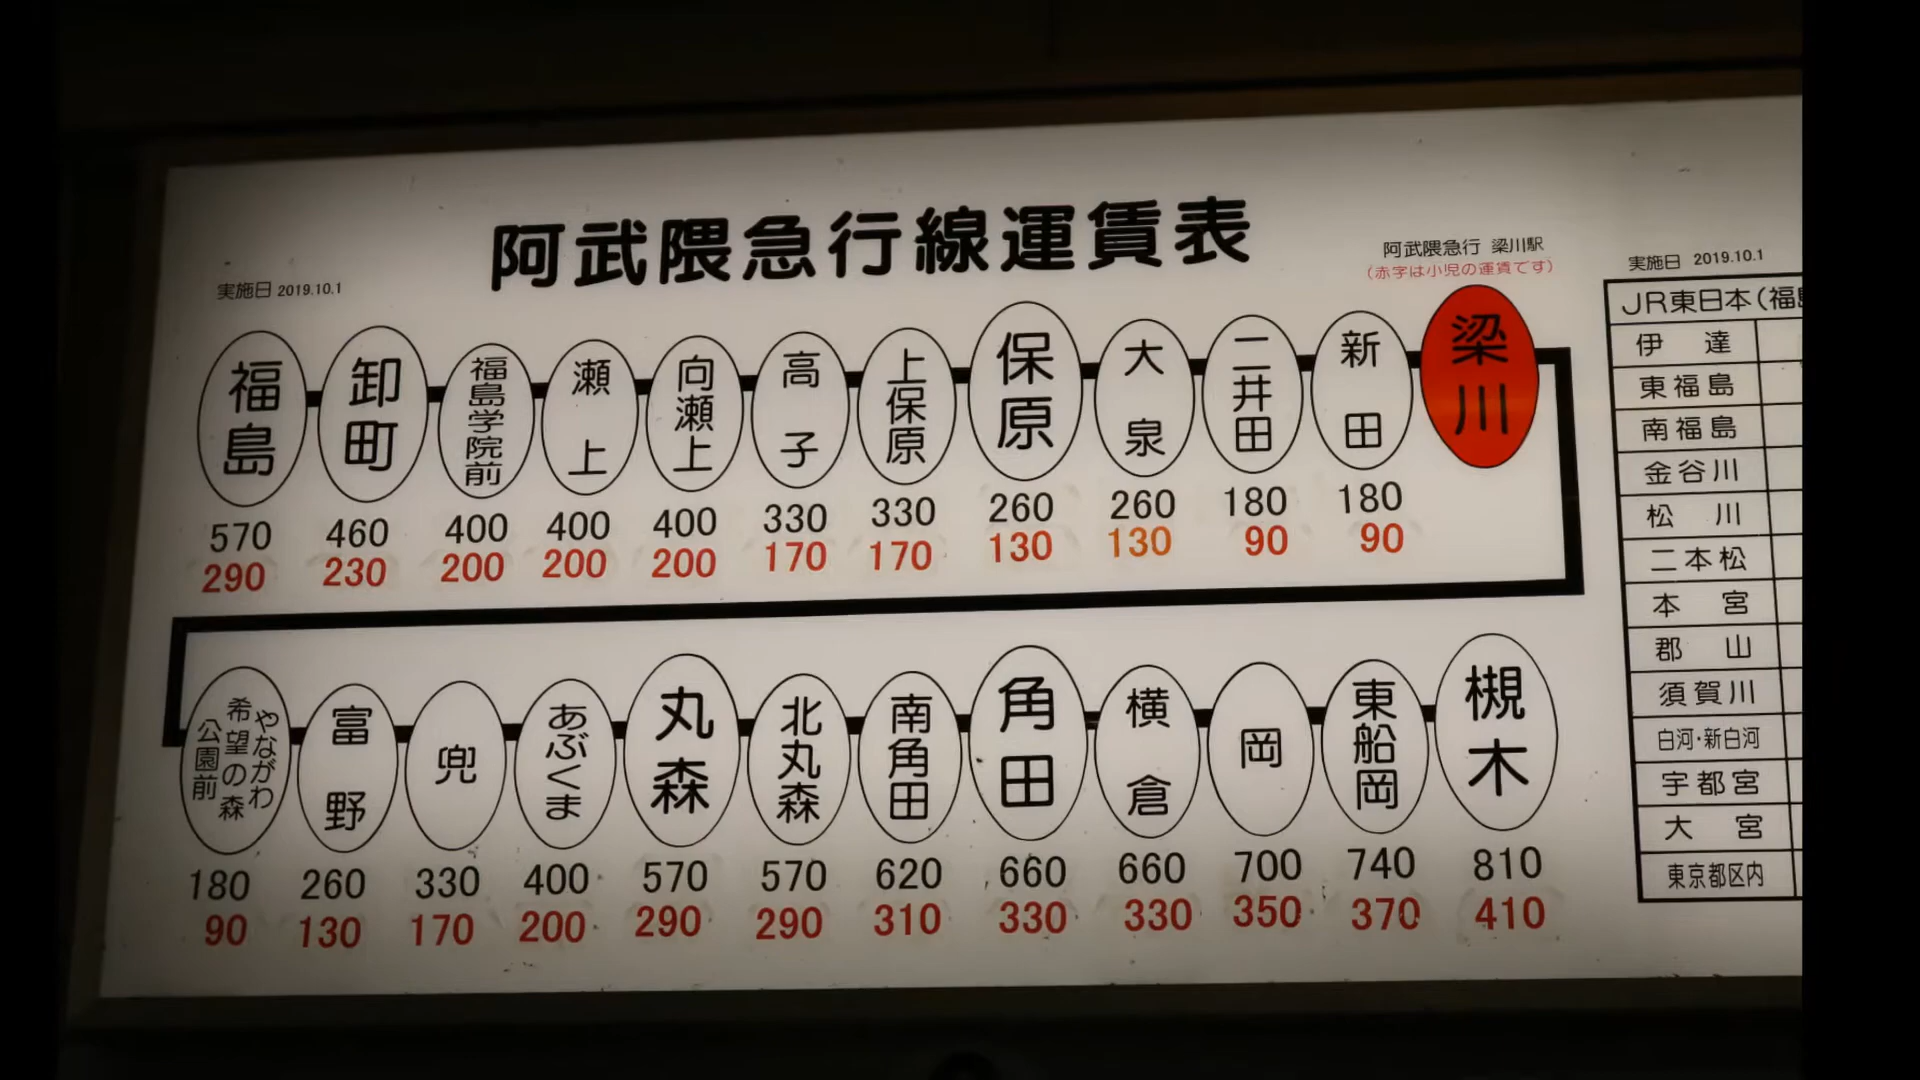 阿武隈急行線運賃表
実施日 2019.10.1
阿武隈急行 梁川駅
(赤字は小児の運賃です)
福島 卸町 福島学院前 瀬上 向瀬上 高子 上保原 保原 大泉 二井田 新田 梁川
570 460 400 400 400 330 330 260 260 180 180
290 230 200 200 200 170 170 130 130 90 90
やながわ希望の森公園前 富野 兜 あぶくま 丸森 北丸森 南角田 角田 横倉 岡 東船岡 槻木
180 260 330 400 570 570 620 660 660 700 740 810
90 130 170 200 290 290 310 330 330 350 370 410
実施日 2019.10.1
JR東日本(福島
伊達
東福島
南福島
金谷川
松川
二本松
本宮
郡山
須賀川
白河・新白河
宇都宮
大宮
東京都区内